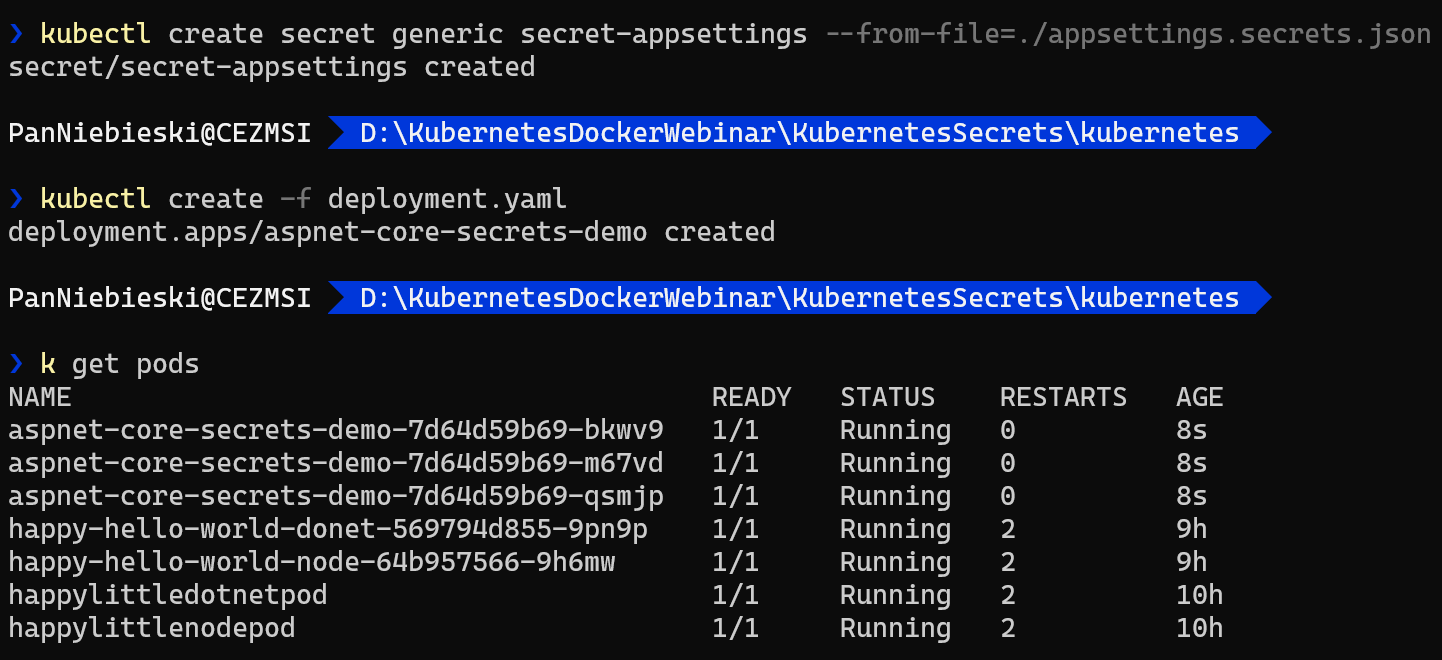 ❯ kubectl create secret generic secret-appsettings --from-file=./appsettings.secrets.json
secret/secret-appsettings created
PanNiebieski@CEZMSI D:\KubernetesDockerWebinar\KubernetesSecrets\kubernetes
❯ kubectl create -f deployment.yaml
deployment.apps/aspnet-core-secrets-demo created
PanNiebieski@CEZMSI D:\KubernetesDockerWebinar\KubernetesSecrets\kubernetes
❯ k get pods
NAME READY STATUS RESTARTS AGE
aspnet-core-secrets-demo-7d64d59b69-bkwv9 1/1 Running 0 8s
aspnet-core-secrets-demo-7d64d59b69-m67vd 1/1 Running 0 8s
aspnet-core-secrets-demo-7d64d59b69-qsmjp 1/1 Running 0 8s
happy-hello-world-donet-569794d855-9pn9p 1/1 Running 2 9h
happy-hello-world-node-64b957566-9h6mw 1/1 Running 2 9h
happylittledotnetpod 1/1 Running 2 10h
happylittlenodepod 1/1 Running 2 10h